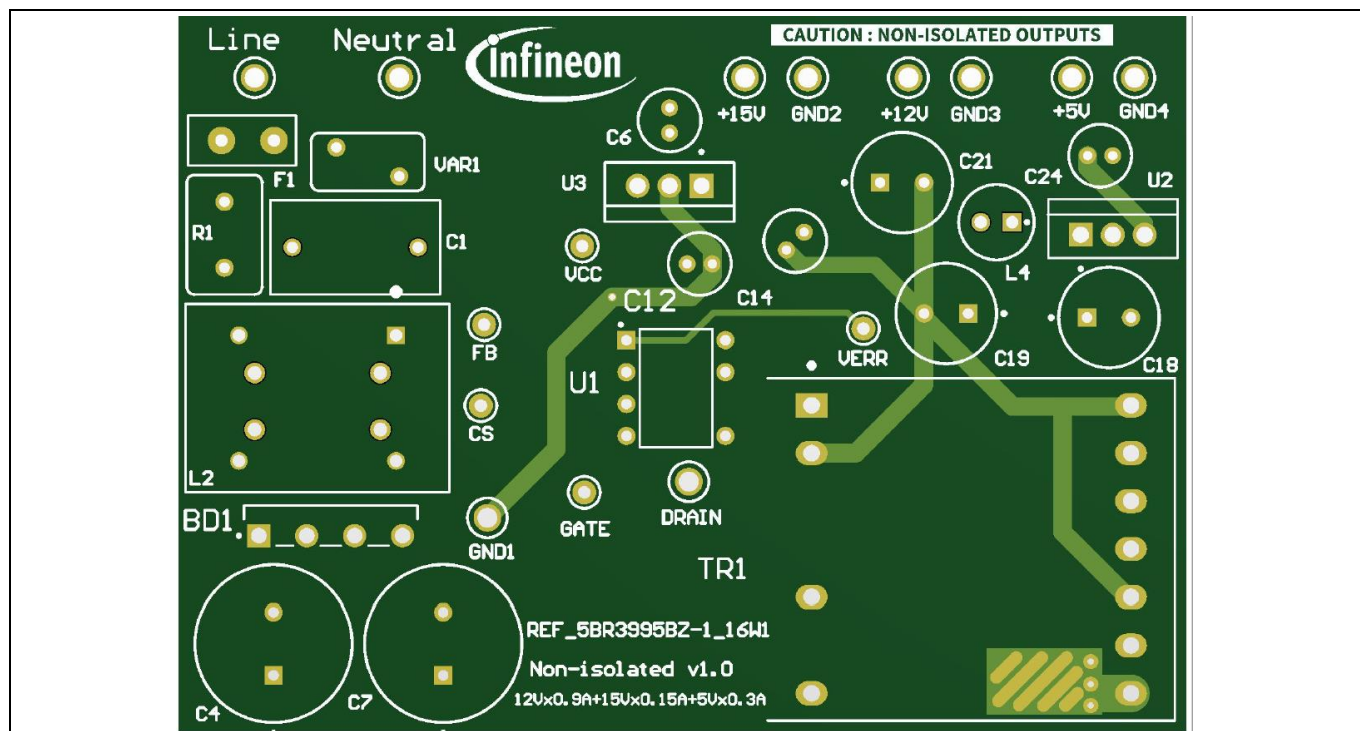 Line
Neutral
infineon
CAUTION : NON-ISOLATED OUTPUTS
+15V
GND2
+12V
GND3
+5V
GND4
C6
C21
C24
U2
F1
VAR1
U3
R1
C1
VCC
L4
C12
C14
FB
VERR
C19
C18
U1
CS
L2
BD1
GND1
GATE
DRAIN
TR1
REF_5BR3995BZ-1_16W1
Non-isolated v1.0
12Vx0.9A+15Vx0.15A+5Vx0.3A
C4
C7